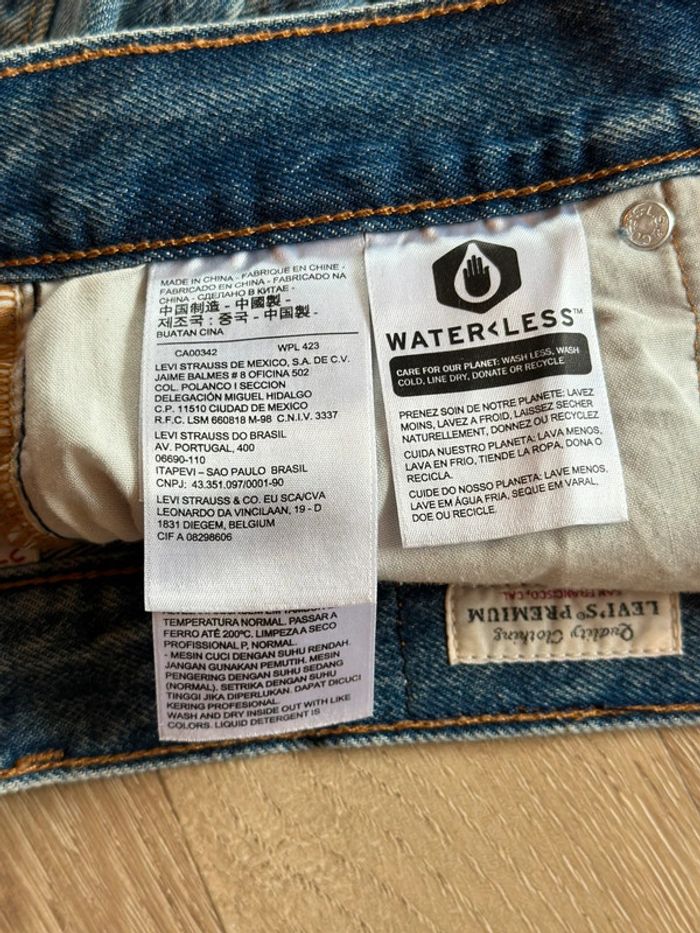 MADE IN CHINA - FABRIQUE EN CHINE -
FABRICADO EN CHINA - FABRICADO NA
CHINA - СДЕЛАНО В КИТАЕ -
中国制造 - 中國製 -
제조국 : 중국 - 中国製 -
BUATAN CINA
CA00342 WPL 423
LEVI STRAUSS DE MEXICO, S.A. DE C.V.
JAIME BALMES # 8 OFICINA 502
COL. POLANCO I SECCION
DELEGACIÓN MIGUEL HIDALGO
C.P. 11510 CIUDAD DE MEXICO
R.F.C. LSM 660818 M-98 C.N.I.V. 3337
LEVI STRAUSS DO BRASIL
AV. PORTUGAL, 400
06690-110
ITAPEVI – SAO PAULO BRASIL
CNPJ: 43.351.097/0001-90
LEVI STRAUSS & CO. EU SCA/CVA
LEONARDO DA VINCILAAN, 19 - D
1831 DIEGEM, BELGIUM
CIF A 08298606
TEMPERATURA NORMAL. PASSAR A
FERRO ATÉ 200ºC. LIMPEZA A SECO
PROFISSIONAL P, NORMAL.
- MESIN CUCI DENGAN SUHU RENDAH.
JANGAN GUNAKAN PEMUTIH. MESIN
PENGERING DENGAN SUHU SEDANG
(NORMAL). SETRIKA DENGAN SUHU
TINGGI JIKA DIPERLUKAN. DAPAT DICUCI
KERING PROFESIONAL.
WASH AND DRY INSIDE OUT WITH LIKE
COLORS. LIQUID DETERGENT IS
WATER<LESS™
CARE FOR OUR PLANET: WASH LESS, WASH
COLD, LINE DRY, DONATE OR RECYCLE
PRENEZ SOIN DE NOTRE PLANETE: LAVEZ
MOINS, LAVEZ A FROID, LAISSEZ SECHER
NATURELLEMENT, DONNEZ OU RECYCLEZ
CUIDA NUESTRO PLANETA: LAVA MENOS,
LAVA EN FRIO, TIENDE LA ROPA, DONA O
RECICLA.
CUIDE DO NOSSO PLANETA: LAVE MENOS,
LAVE EM ÁGUA FRIA, SEQUE EM VARAL,
DOE OU RECICLE.
SAN FRANCISCO, CAL
LEVI'S® PREMIUM
Quality Clothing